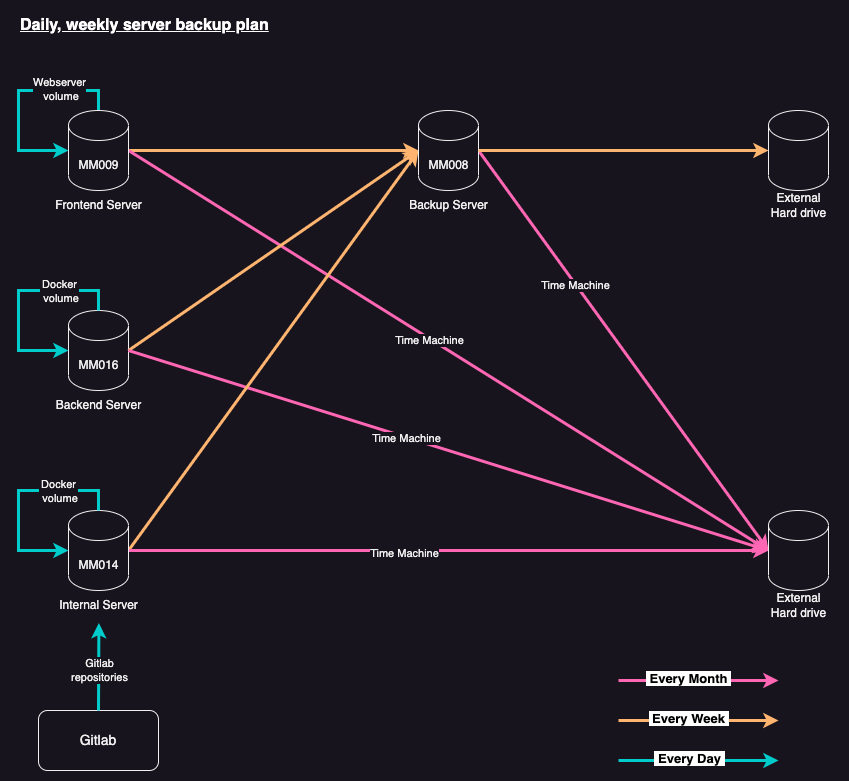 Daily, weekly server backup plan
Webserver
volume
MM009
Frontend Server
MM008
Backup Server
External
Hard drive
Time Machine
Docker
volume
MM016
Backend Server
Time Machine
Time Machine
Docker
volume
MM014
Internal Server
Time Machine
External
Hard drive
Gitlab
repositories
Gitlab
Every Month
Every Week
Every Day